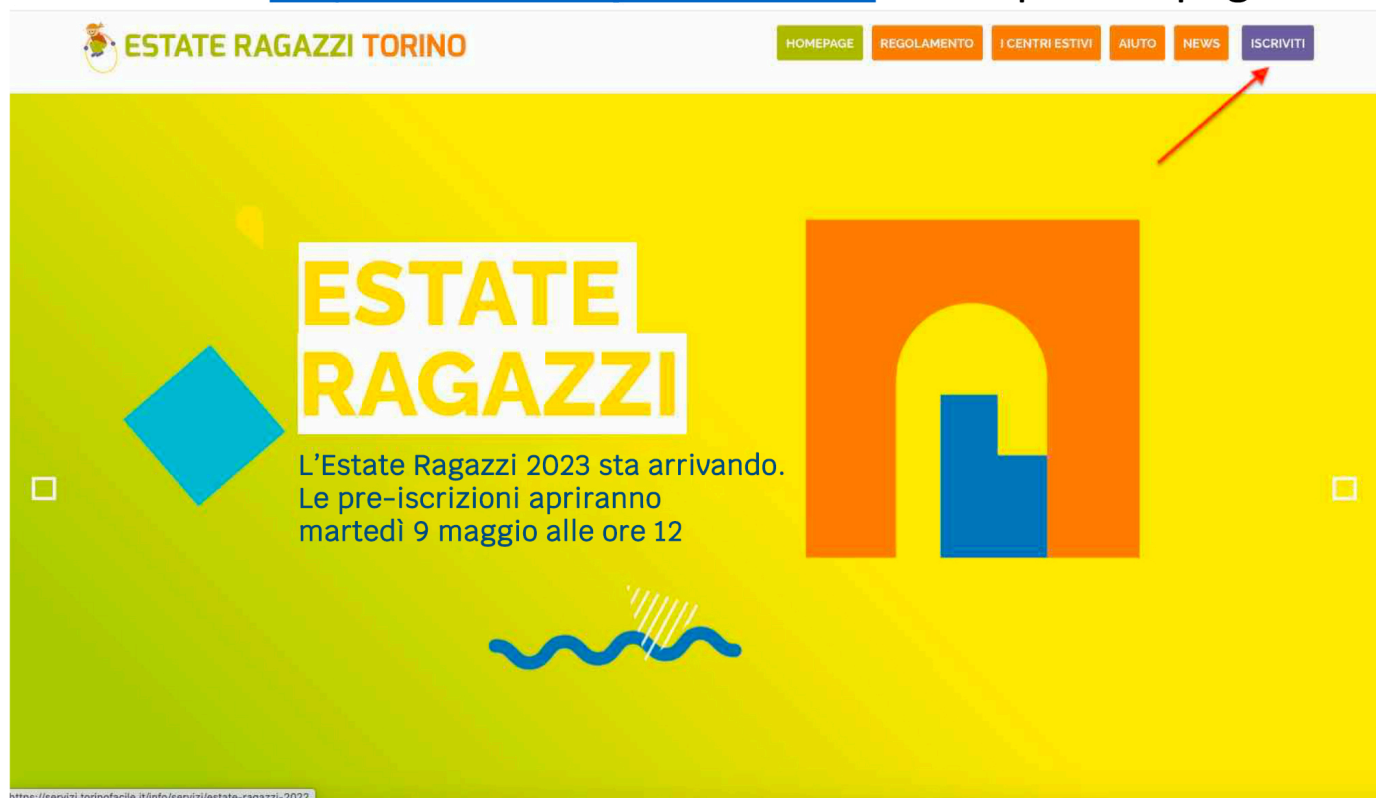 ESTATE RAGAZZI TORINO
HOMEPAGE REGOLAMENTO I CENTRI ESTIVI AIUTO NEWS ISCRIVITI
ESTATE
RAGAZZI
L'Estate Ragazzi 2023 sta arrivando.
Le pre-iscrizioni apriranno
martedì 9 maggio alle ore 12